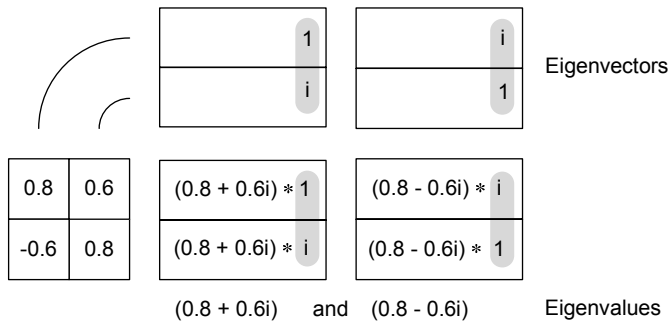 1 i
i 1
Eigenvectors
0.8 0.6 (0.8 + 0.6i) * 1 (0.8 - 0.6i) * i
-0.6 0.8 (0.8 + 0.6i) * i (0.8 - 0.6i) * 1
(0.8 + 0.6i) and (0.8 - 0.6i) Eigenvalues